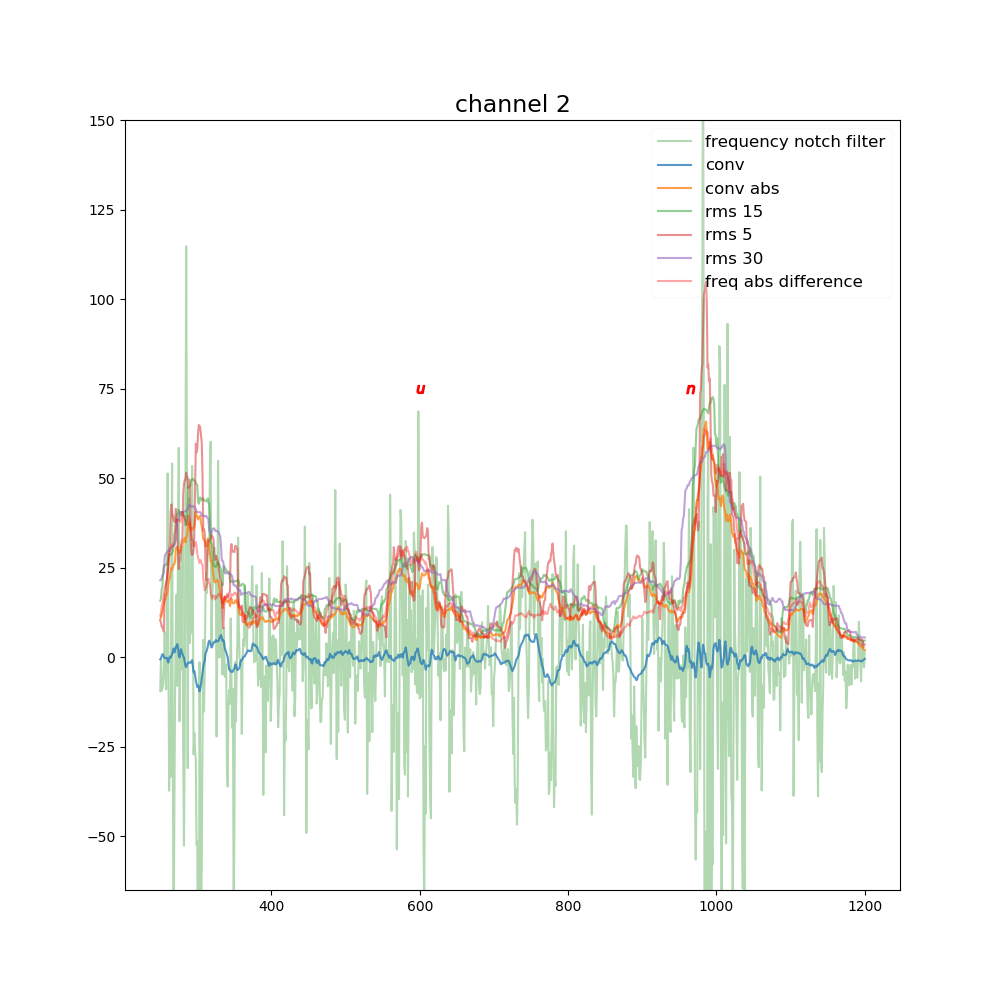 channel 2
150
125
100
75
50
25
0
−25
−50
frequency notch filter
conv
conv abs
rms 15
rms 5
rms 30
freq abs difference
u
n
400
600
800
1000
1200